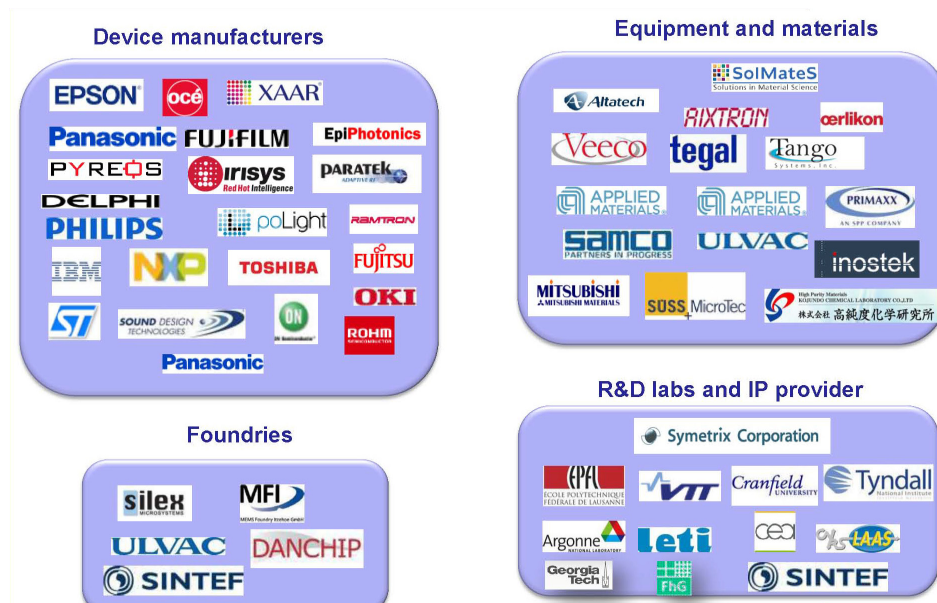 Device manufacturers
EPSON
océ
XAAR
Panasonic
FUJIFILM
EpiPhotonics
PYREOS
irisys
Red Hot Intelligence
PARATEK
ADAPTIVE RF
DELPHI
PHILIPS
poLight
RAMTRON
IBM
NXP
TOSHIBA
FUJITSU
OKI
ST
SOUND DESIGN
TECHNOLOGIES
ON
ON Semiconductor
ROHM
SEMICONDUCTOR
Panasonic
Equipment and materials
SolMateS
Solutions in Material Science
Altatech
AIXTRON
œrlikon
Veeco
tegal
Tango
Systems, Inc.
APPLIED
MATERIALS
APPLIED
MATERIALS
PRIMAXX
AN SPP COMPANY
SAMCO
PARTNERS IN PROGRESS
ULVAC
inostek
MITSUBISHI
MITSUBISHI MATERIALS
SUSS
MicroTec
High Purity Materials
KOJUNDO CHEMICAL LABORATORY CO.,LTD
株式会社 高純度化学研究所
Foundries
silex
MICROSYSTEMS
MFI
MEMS Foundry Itzehoe GmbH
ULVAC
DANCHIP
SINTEF
R&D labs and IP provider
Symetrix Corporation
EPFL
ÉCOLE POLYTECHNIQUE
FÉDÉRALE DE LAUSANNE
VTT
Cranfield
UNIVERSITY
Tyndall
National Institute
Argonne
NATIONAL LABORATORY
leti
cea
LAAS
Georgia
Tech
FhG
SINTEF